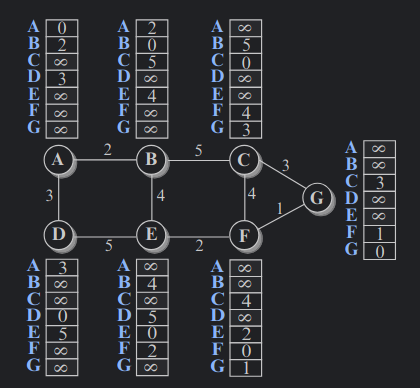 A 0
B 2
C ∞
D 3
E ∞
F ∞
G ∞
A 2
B 0
C 5
D ∞
E 4
F ∞
G ∞
A ∞
B 5
C 0
D ∞
E ∞
F 4
G 3
A 2 B 5 C 3
3 4 4 G
D 5 E 2 F 1
A ∞
B ∞
C 3
D ∞
E ∞
F 1
G 0
A 3
B ∞
C ∞
D 0
E 5
F ∞
G ∞
A ∞
B 4
C ∞
D 5
E 0
F 2
G ∞
A ∞
B ∞
C 4
D ∞
E 2
F 0
G 1